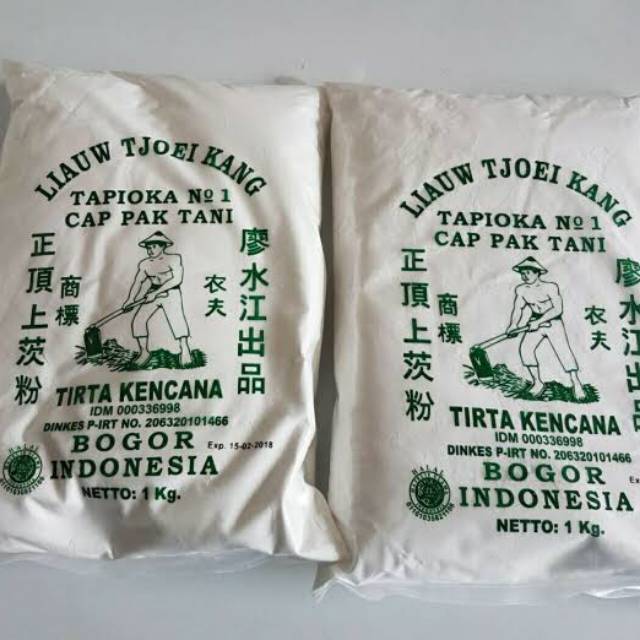 LIAUW TJOEI KANG
TAPIOKA No 1
CAP PAK TANI
正頂上茨粉
商標
农夫
廖水江出品
TIRTA KENCANA
IDM 000336998
DINKES P-IRT NO. 206320101466
BOGOR
Exp. 15-02-2018
INDONESIA
NETTO: 1 Kg.
LIAUW TJOEI KANG
TAPIOKA No 1
CAP PAK TANI
正頂上茨粉
商標
农夫
廖水江出品
TIRTA KENCANA
IDM 000336998
DINKES P-IRT NO. 206320101466
BOGOR
HALAL
INDONESIA
NETTO: 1 Kg.